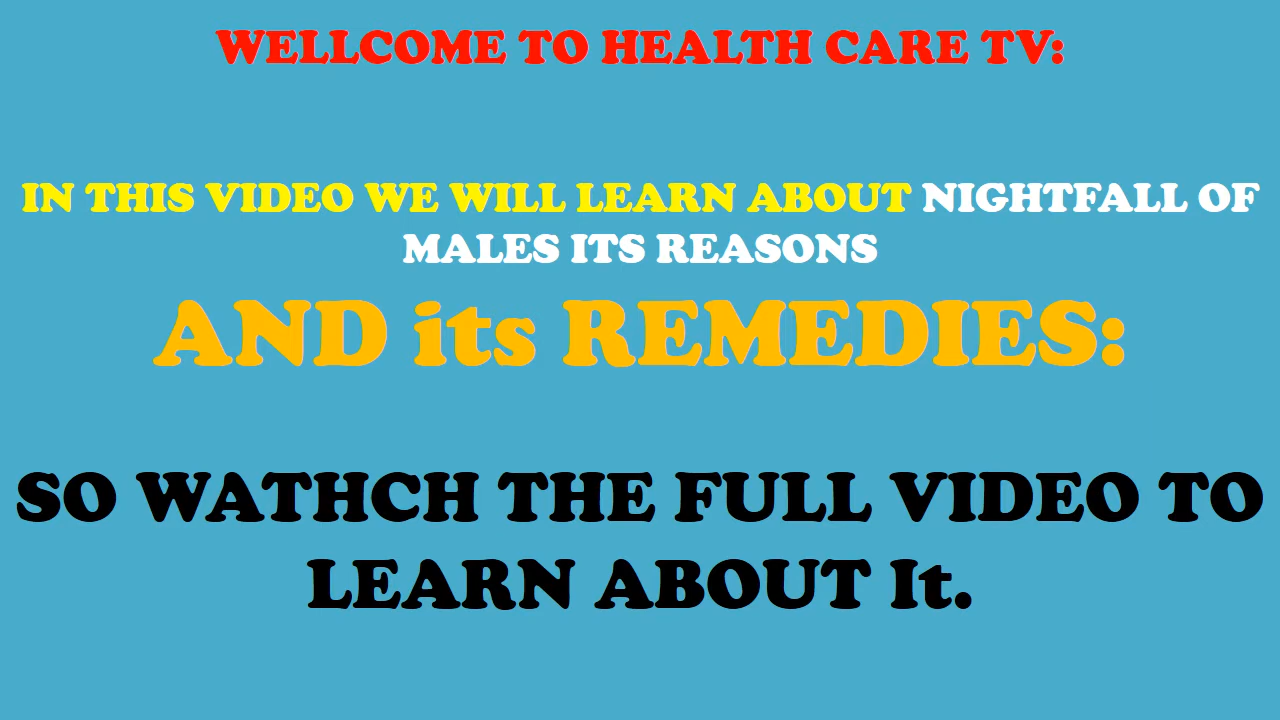 WELLCOME TO HEALTH CARE TV:
IN THIS VIDEO WE WILL LEARN ABOUT NIGHTFALL OF
MALES ITS REASONS
AND its REMEDIES:
SO WATHCH THE FULL VIDEO TO
LEARN ABOUT It.